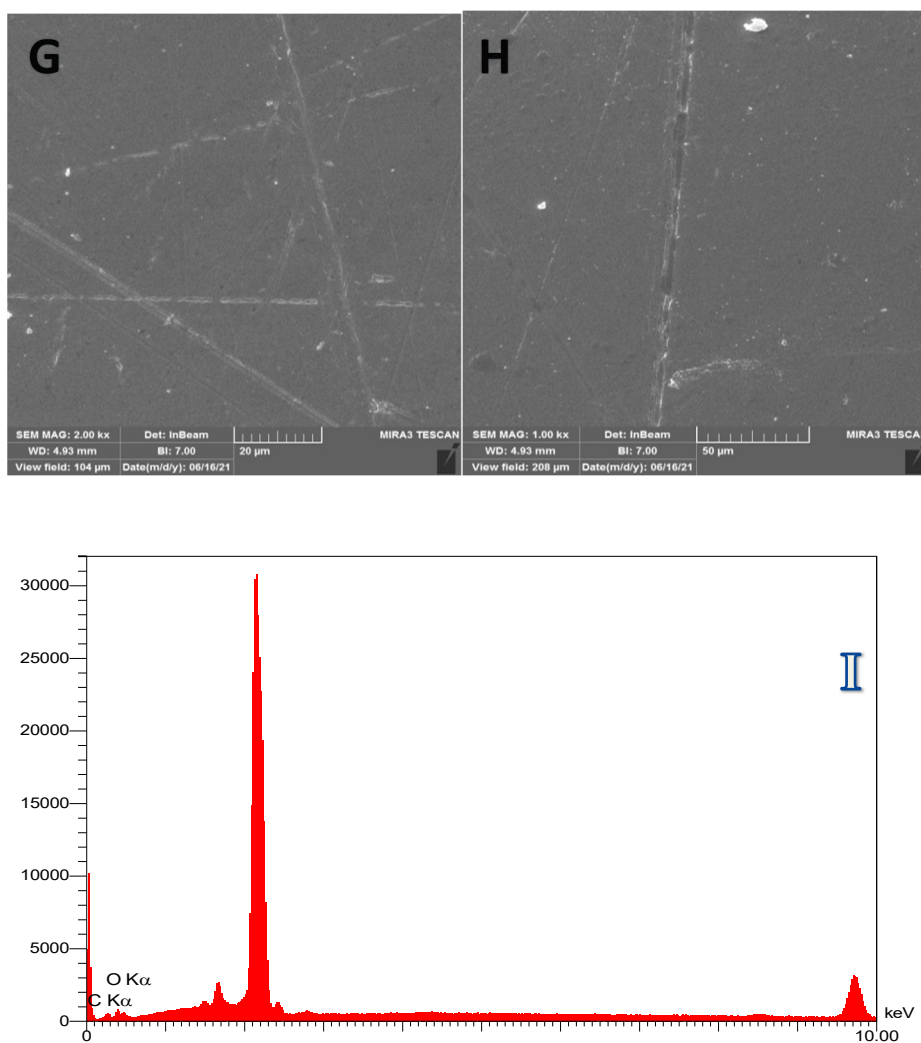 G
SEM MAG: 2.00 kx Det: InBeam
WD: 4.93 mm BI: 7.00 20 µm MIRA3 TESCAN
View field: 104 µm Date(m/d/y): 06/16/21
H
SEM MAG: 1.00 kx Det: InBeam
WD: 4.93 mm BI: 7.00 50 µm MIRA3 TESCA
View field: 208 µm Date(m/d/y): 06/16/21
I
30000
25000
20000
15000
10000
5000
O Kα
C Kα
0
0 10.00 keV